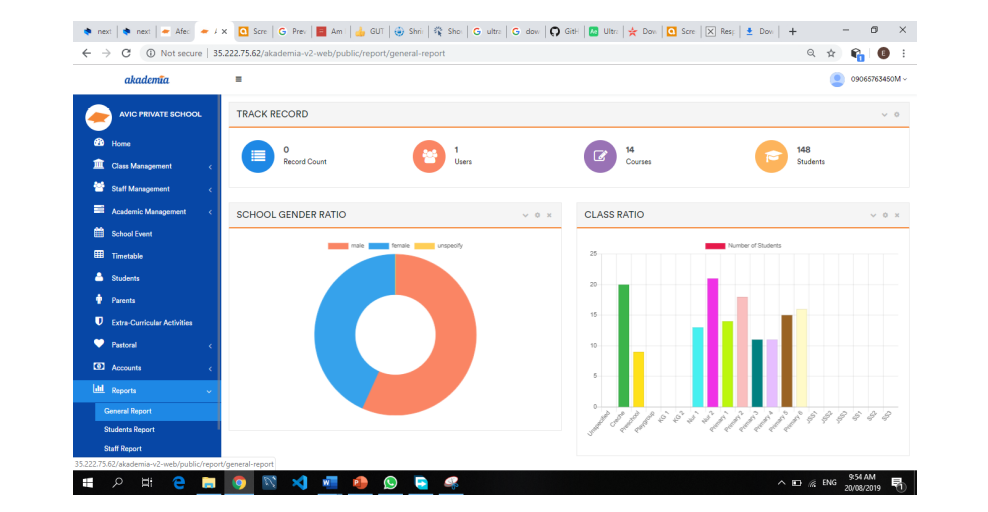 next
next
Afec
Scre
Prev
Am
GUT
Shri
Sho
ultra
dow
GitH
Ultr
Dow
Scre
Resp
Dow
Not secure | 35.222.75.62/akademia-v2-web/public/report/general-report
akademia
09065763450M
AVIC PRIVATE SCHOOL
Home
Class Management
Staff Management
Academic Management
School Event
Timetable
Students
Parents
Extra-Curricular Activities
Pastoral
Accounts
Reports
General Report
Students Report
Staff Report
35.222.75.62/akademia-v2-web/public/report/general-report
TRACK RECORD
0
Record Count
1
Users
14
Courses
148
Students
SCHOOL GENDER RATIO
male female unspecify
CLASS RATIO
Number of Students
25
20
15
10
5
0
Unspecified
Creche
Preschool
Playgroup
KG 1
KG 2
Nur 1
Nur 2
Primary 1
Primary 2
Primary 3
Primary 4
Primary 5
Primary 6
JSS1
JSS2
JSS3
SS1
SS2
SS3
ENG
9:54 AM
20/08/2019